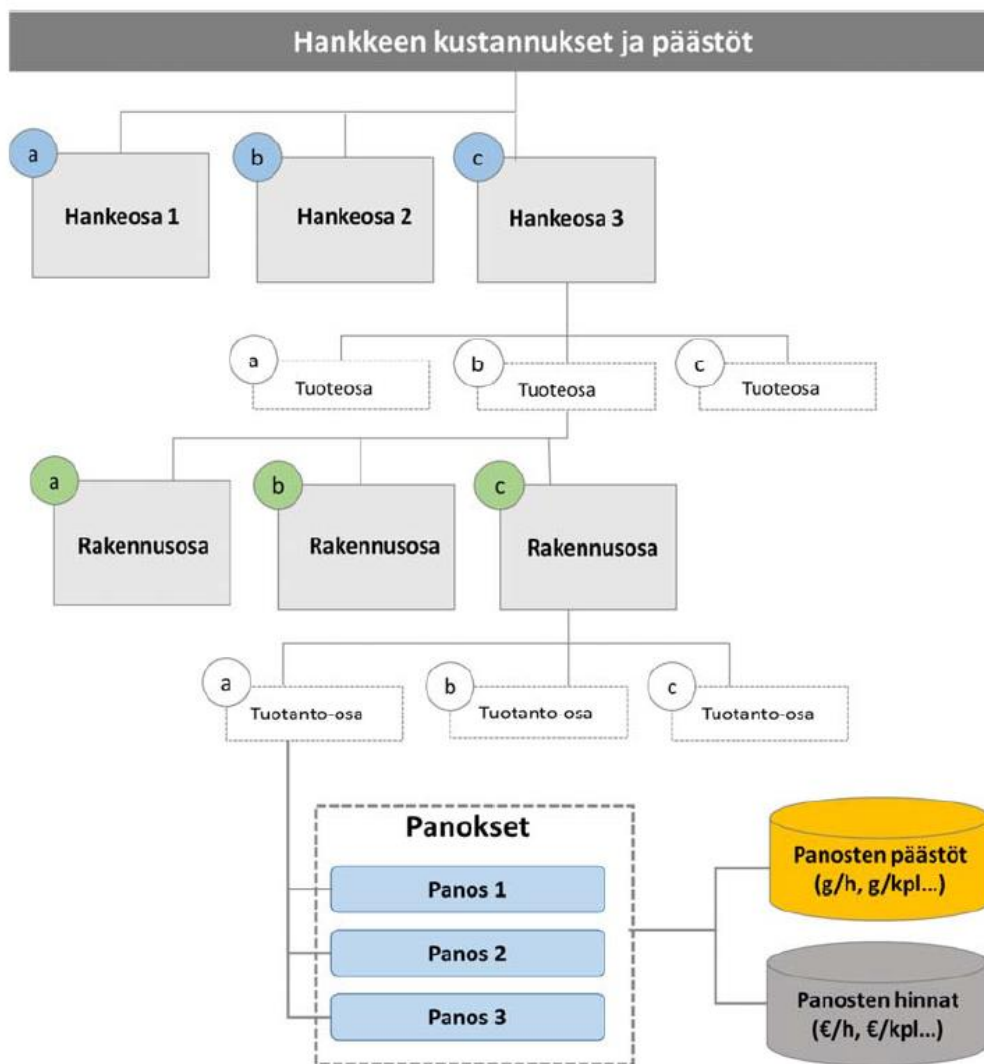 Hankkeen kustannukset ja päästöt
a
b
c
Hankeosa 1
Hankeosa 2
Hankeosa 3
a
b
c
Tuoteosa
Tuoteosa
Tuoteosa
a
b
c
Rakennusosa
Rakennusosa
Rakennusosa
a
b
c
Tuotanto-osa
Tuotanto-osa
Tuotanto-osa
Panokset
Panos 1
Panos 2
Panos 3
Panosten päästöt
(g/h, g/kpl...)
Panosten hinnat
(€/h, €/kpl...)